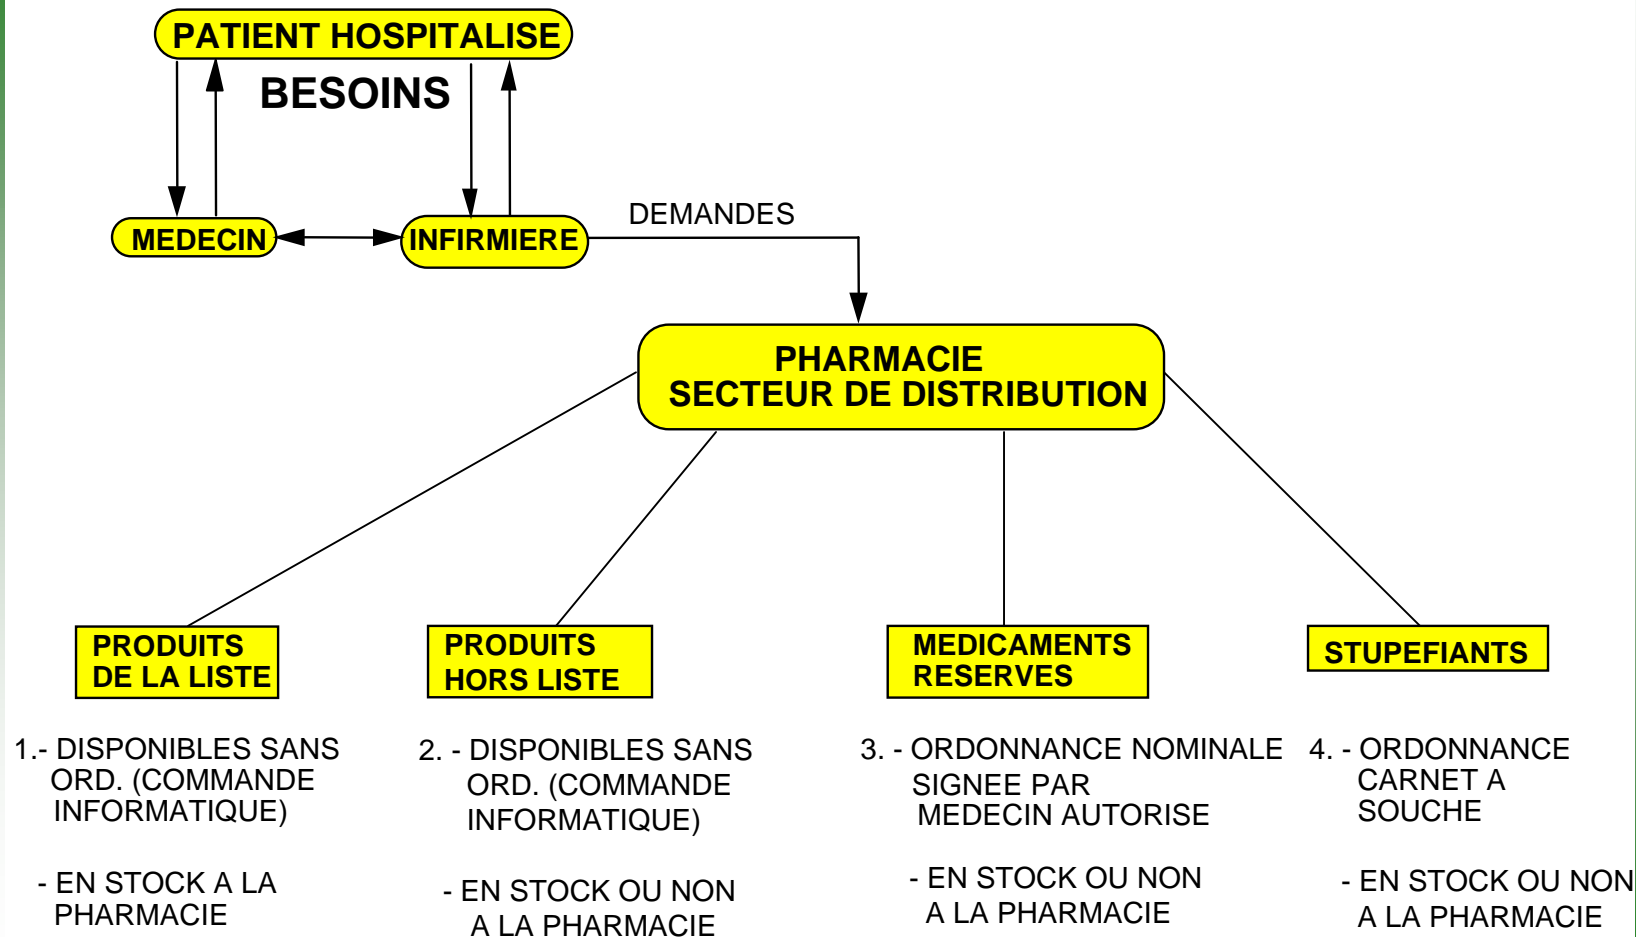 PATIENT HOSPITALISE
BESOINS
MEDECIN
INFIRMIERE
DEMANDES
PHARMACIE
SECTEUR DE DISTRIBUTION
PRODUITS
DE LA LISTE
1.- DISPONIBLES SANS
ORD. (COMMANDE
INFORMATIQUE)
- EN STOCK A LA
PHARMACIE
PRODUITS
HORS LISTE
2. - DISPONIBLES SANS
ORD. (COMMANDE
INFORMATIQUE)
- EN STOCK OU NON
A LA PHARMACIE
MEDICAMENTS
RESERVES
3. - ORDONNANCE NOMINALE
SIGNEE PAR
MEDECIN AUTORISE
- EN STOCK OU NON
A LA PHARMACIE
STUPEFIANTS
4. - ORDONNANCE
CARNET A
SOUCHE
- EN STOCK OU NON
A LA PHARMACIE